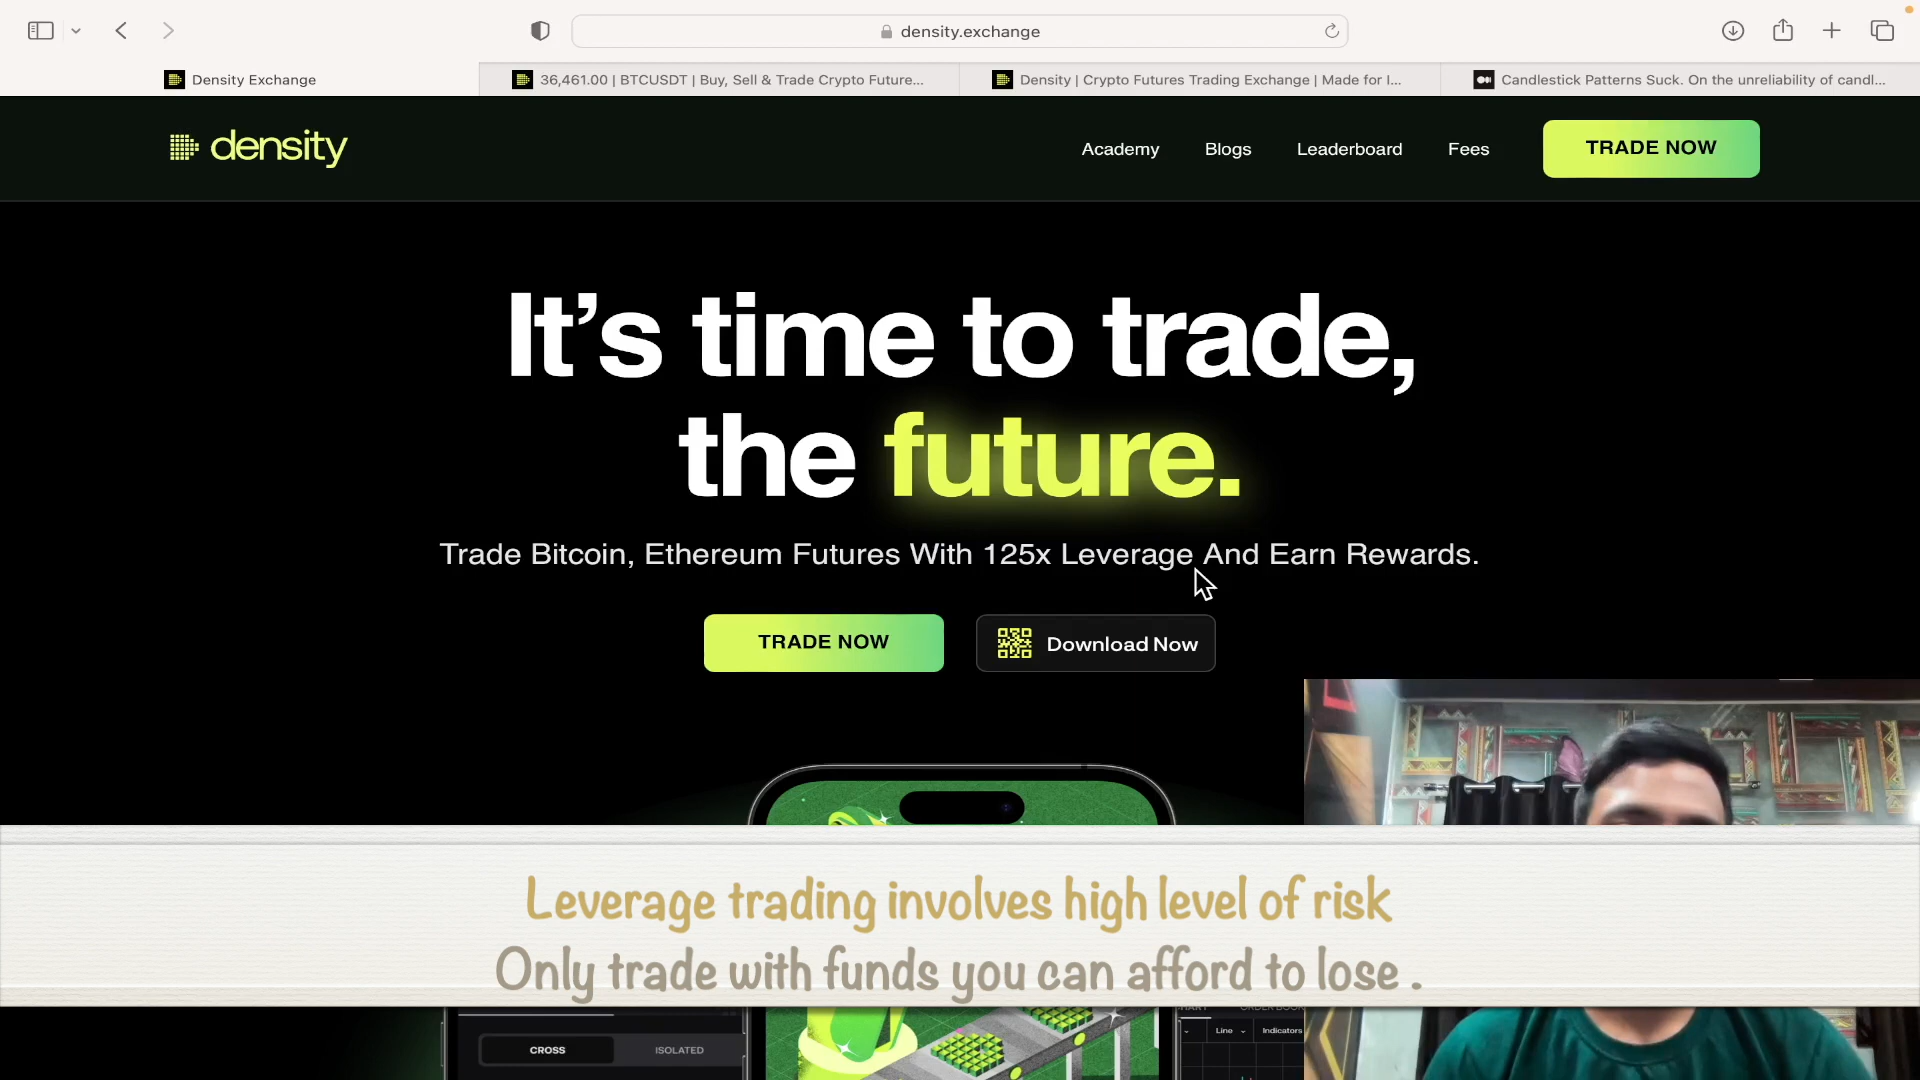 density.exchange
Density Exchange
36,461.00 | BTCUSDT | Buy, Sell & Trade Crypto Future...
Density | Crypto Futures Trading Exchange | Made for I...
Candlestick Patterns Suck. On the unreliability of candl...
density
Academy
Blogs
Leaderboard
Fees
TRADE NOW
It’s time to trade,
the future.
Trade Bitcoin, Ethereum Futures With 125x Leverage And Earn Rewards.
TRADE NOW
Download Now
Leverage trading involves high level of risk
Only trade with funds you can afford to lose .
Line
Indicators
CROSS
ISOLATED